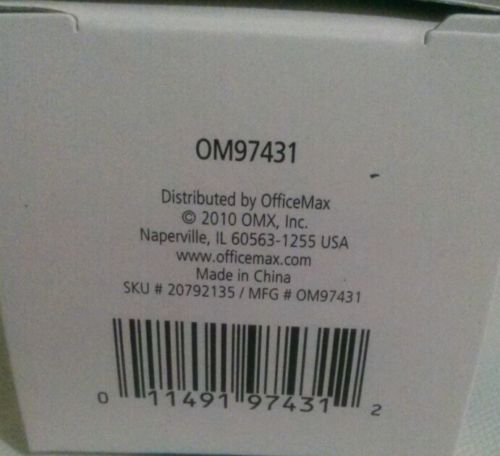 OM97431
Distributed by OfficeMax
© 2010 OMX, Inc.
Naperville, IL 60563-1255 USA
www.officemax.com
Made in China
SKU # 20792135 / MFG # OM97431
0 11491 97431 2